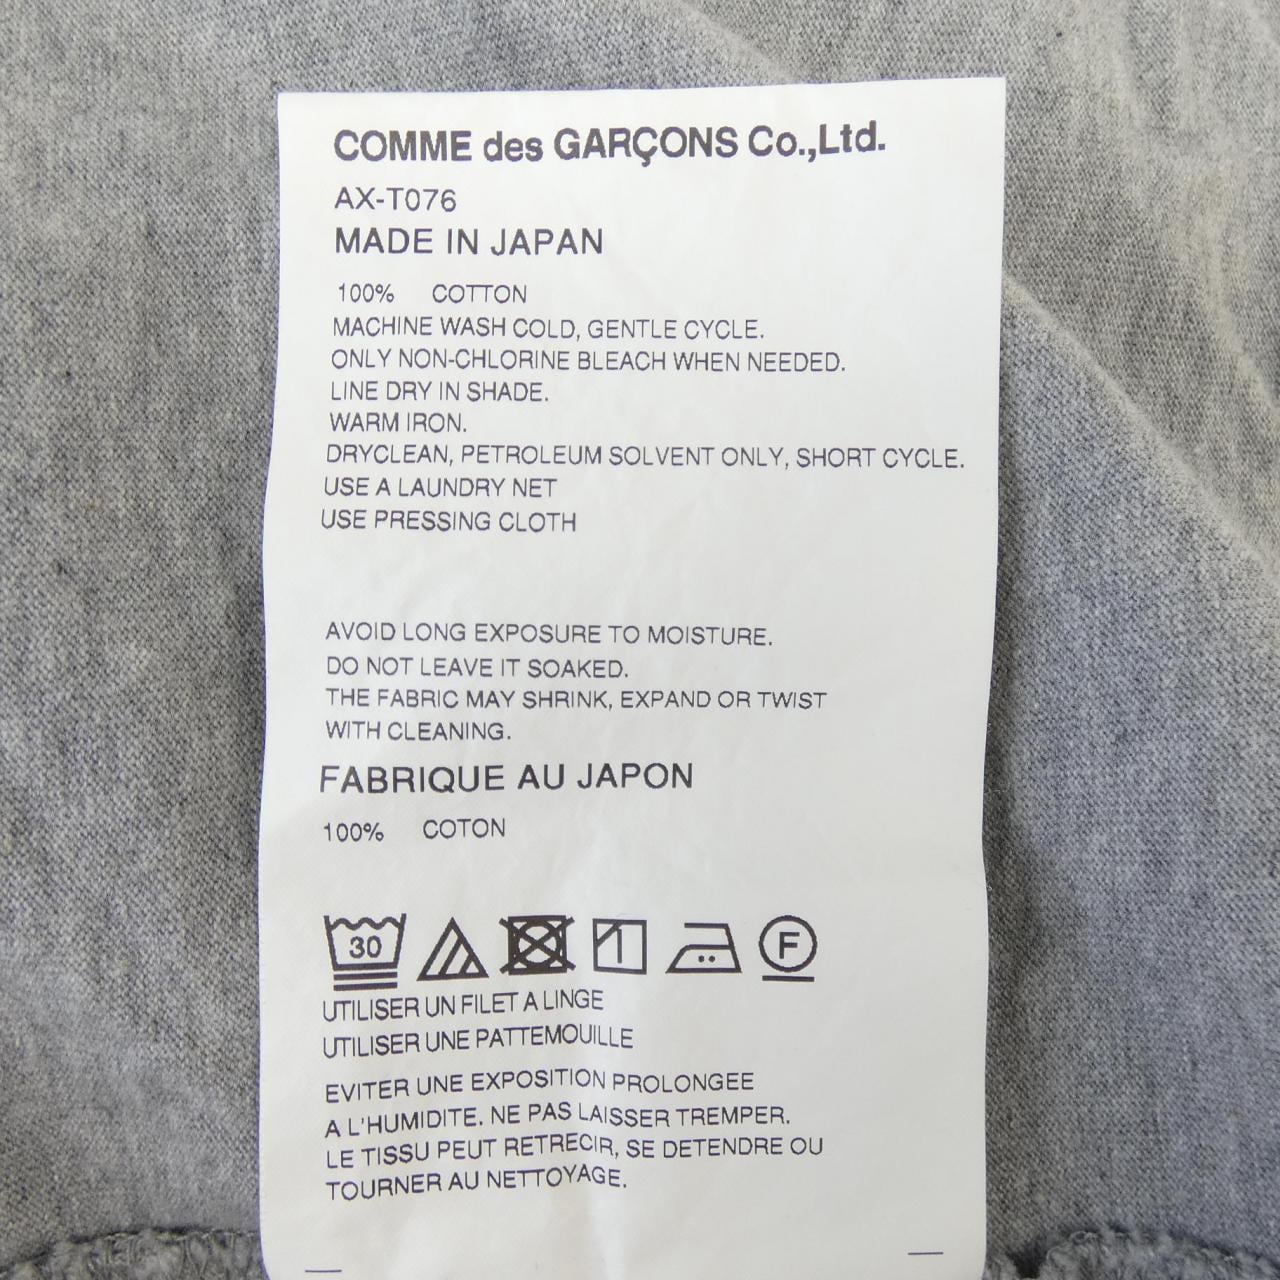 COMME des GARÇONS Co.,Ltd.
AX-T076
MADE IN JAPAN
100% COTTON
MACHINE WASH COLD, GENTLE CYCLE.
ONLY NON-CHLORINE BLEACH WHEN NEEDED.
LINE DRY IN SHADE.
WARM IRON.
DRYCLEAN, PETROLEUM SOLVENT ONLY, SHORT CYCLE.
USE A LAUNDRY NET
USE PRESSING CLOTH
AVOID LONG EXPOSURE TO MOISTURE.
DO NOT LEAVE IT SOAKED.
THE FABRIC MAY SHRINK, EXPAND OR TWIST
WITH CLEANING.
FABRIQUE AU JAPON
100% COTON
30 F
UTILISER UN FILET A LINGE
UTILISER UNE PATTEMOUILLE
EVITER UNE EXPOSITION PROLONGEE
A L'HUMIDITE. NE PAS LAISSER TREMPER.
LE TISSU PEUT RETRECIR, SE DETENDRE OU
TOURNER AU NETTOYAGE.